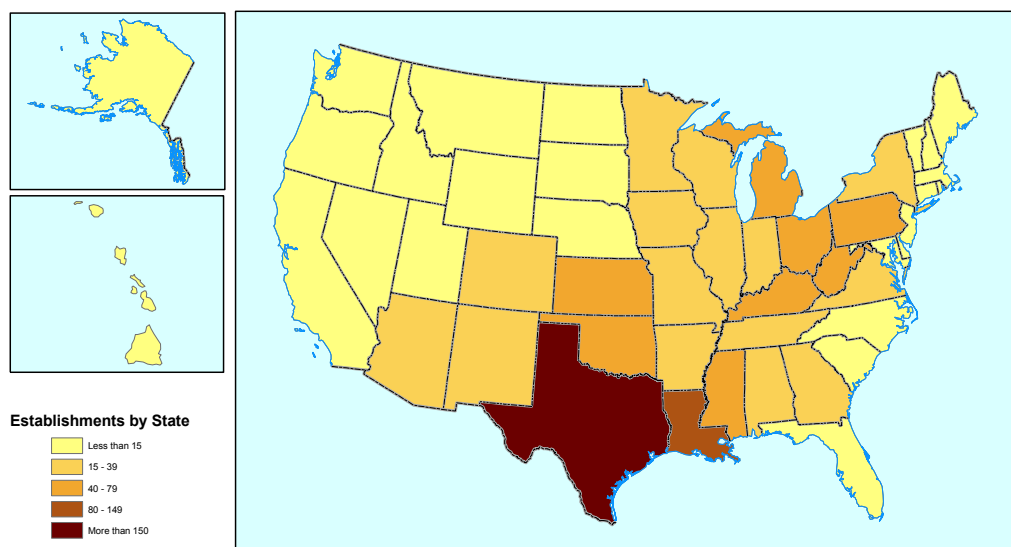 Establishments by State
Less than 15
15 - 39
40 - 79
80 - 149
More than 150